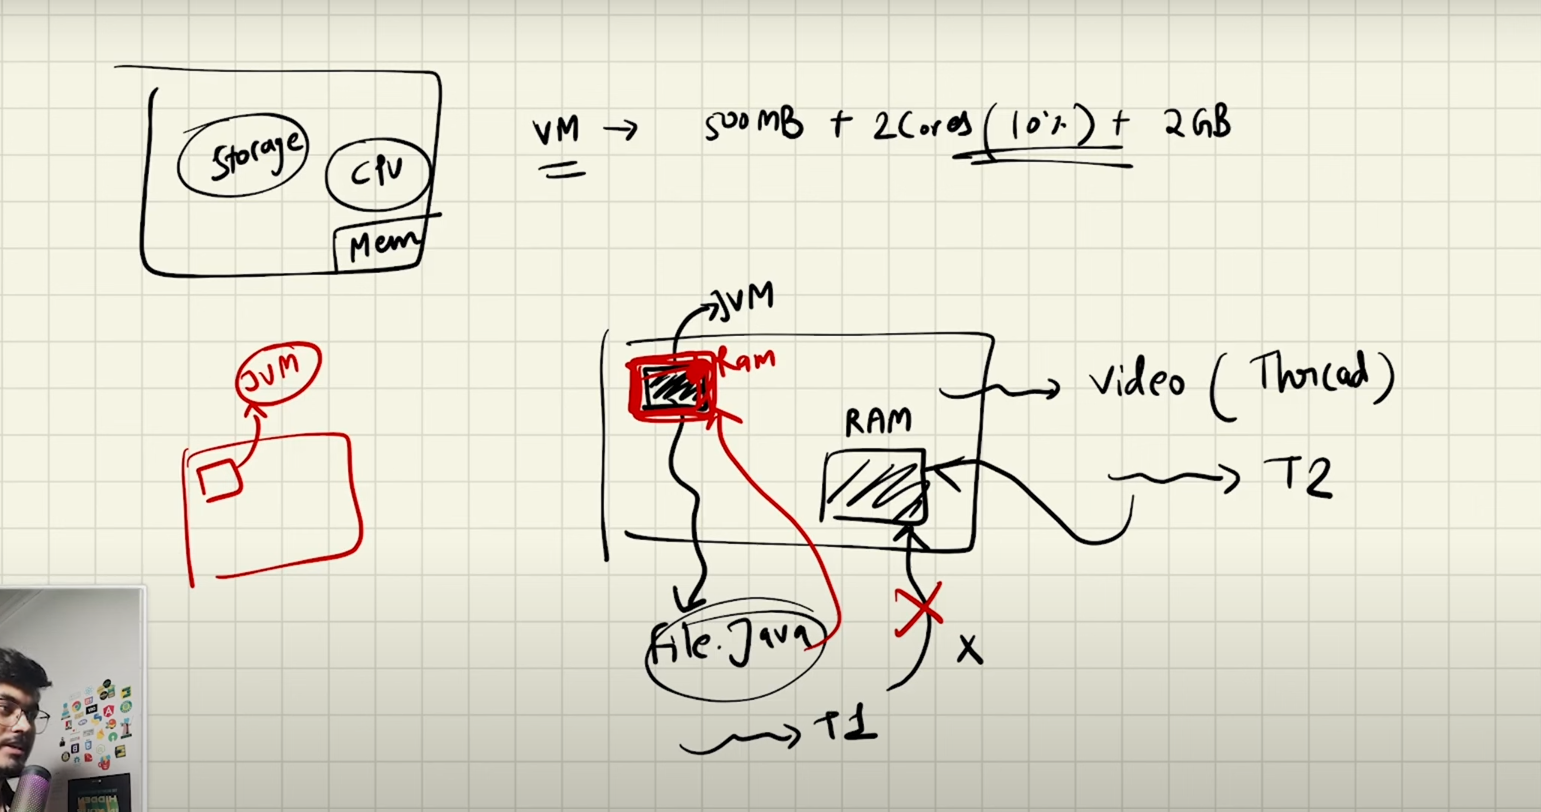 Storage
CPU
Mem
VM → 500MB + 2Cores (10%) + 2GB
JVM
JVM
Ram
RAM
Video (Thread)
T2
File.Java
X
T1